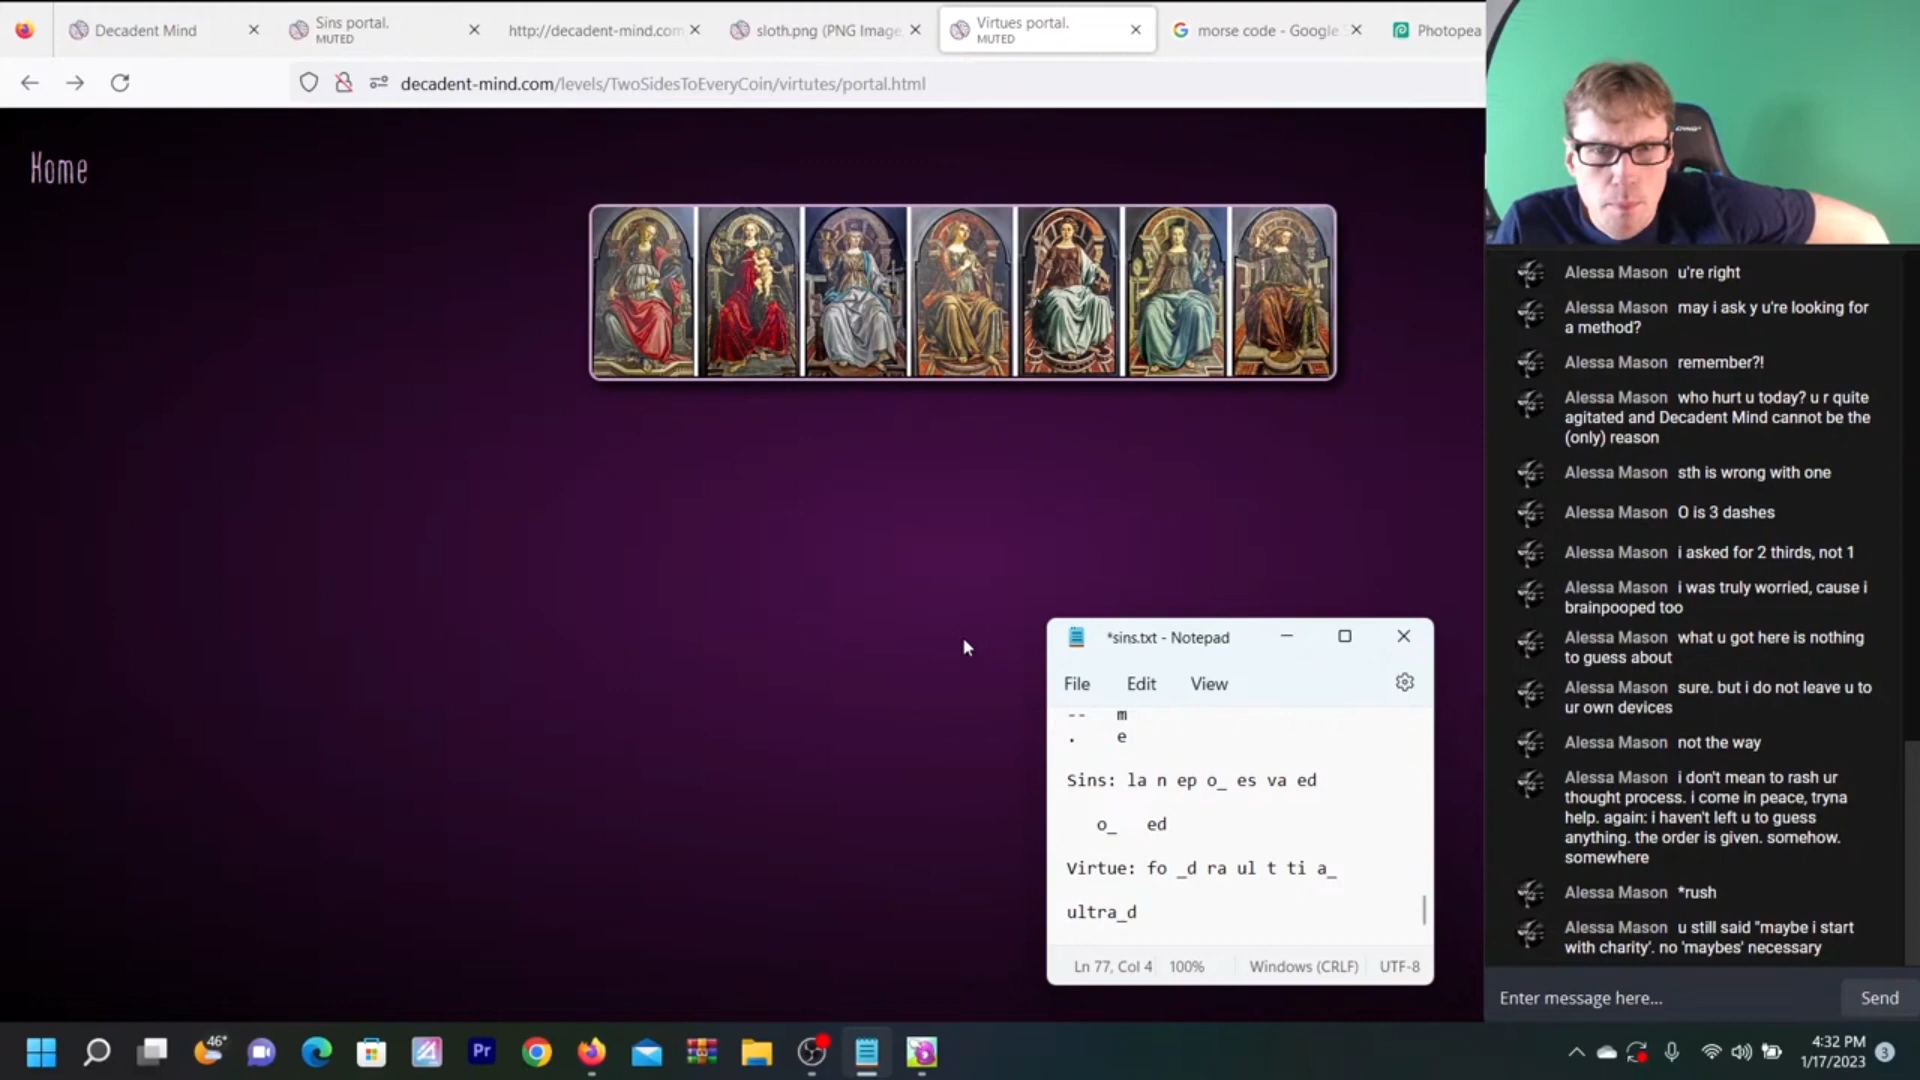 Decadent Mind
Sins portal.
MUTED
http://decadent-mind.com
sloth.png (PNG Image
Virtues portal.
MUTED
morse code - Google
Photopea
decadent-mind.com/levels/TwoSidesToEveryCoin/virtutes/portal.html
Home
*sins.txt - Notepad
File Edit View
-- m
. e
Sins: la n ep o_ es va ed
o_ ed
Virtue: fo _d ra ul t ti a_
ultra_d
Ln 77, Col 4 100% Windows (CRLF) UTF-8
Alessa Mason u're right
Alessa Mason may i ask y u're looking for
a method?
Alessa Mason remember?!
Alessa Mason who hurt u today? u r quite
agitated and Decadent Mind cannot be the
(only) reason
Alessa Mason sth is wrong with one
Alessa Mason O is 3 dashes
Alessa Mason i asked for 2 thirds, not 1
Alessa Mason i was truly worried, cause i
brainpooped too
Alessa Mason what u got here is nothing
to guess about
Alessa Mason sure. but i do not leave u to
ur own devices
Alessa Mason not the way
Alessa Mason i don't mean to rash ur
thought process. i come in peace, tryna
help. again: i haven't left u to guess
anything. the order is given. somehow.
somewhere
Alessa Mason *rush
Alessa Mason u still said "maybe i start
with charity'. no 'maybes' necessary
Enter message here...
Send
46°
Pr
4:32 PM
1/17/2023
3